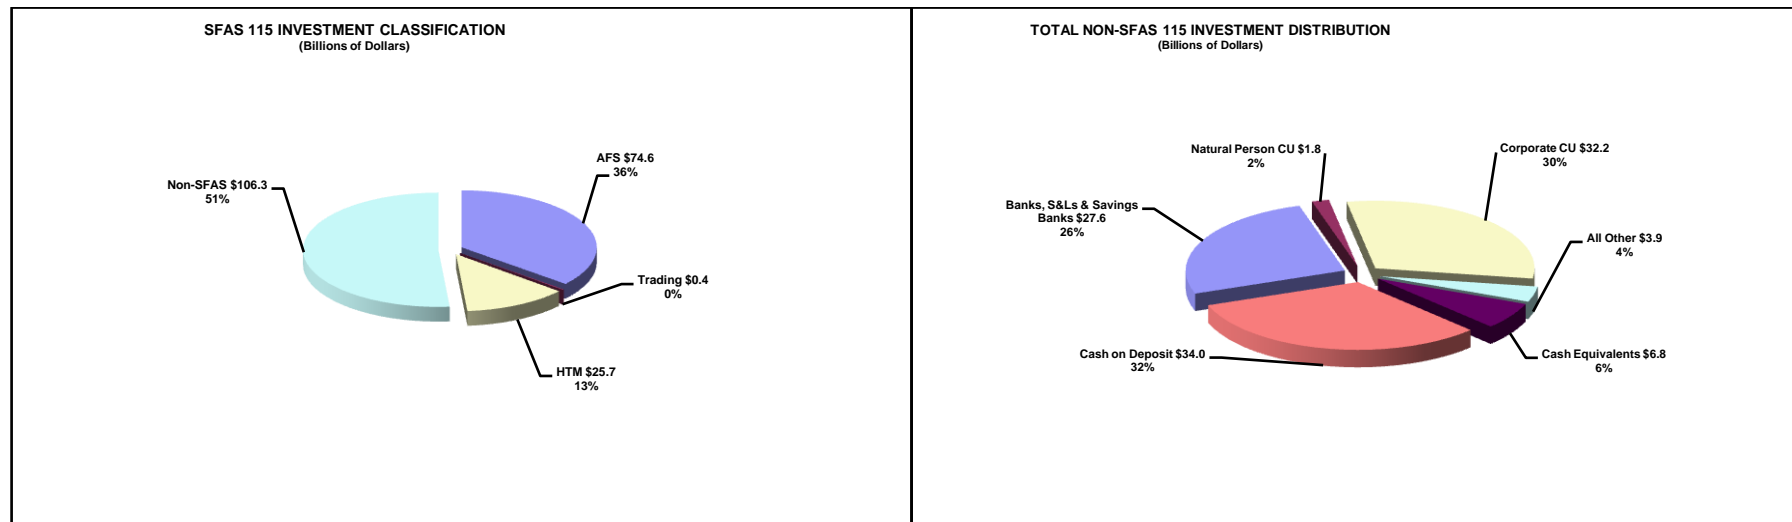 SFAS 115 INVESTMENT CLASSIFICATION
(Billions of Dollars)
AFS $74.6
36%
Non-SFAS $106.3
51%
Trading $0.4
0%
HTM $25.7
13%
TOTAL NON-SFAS 115 INVESTMENT DISTRIBUTION
(Billions of Dollars)
Natural Person CU $1.8
2%
Corporate CU $32.2
30%
Banks, S&Ls & Savings
Banks $27.6
26%
All Other $3.9
4%
Cash on Deposit $34.0
32%
Cash Equivalents $6.8
6%